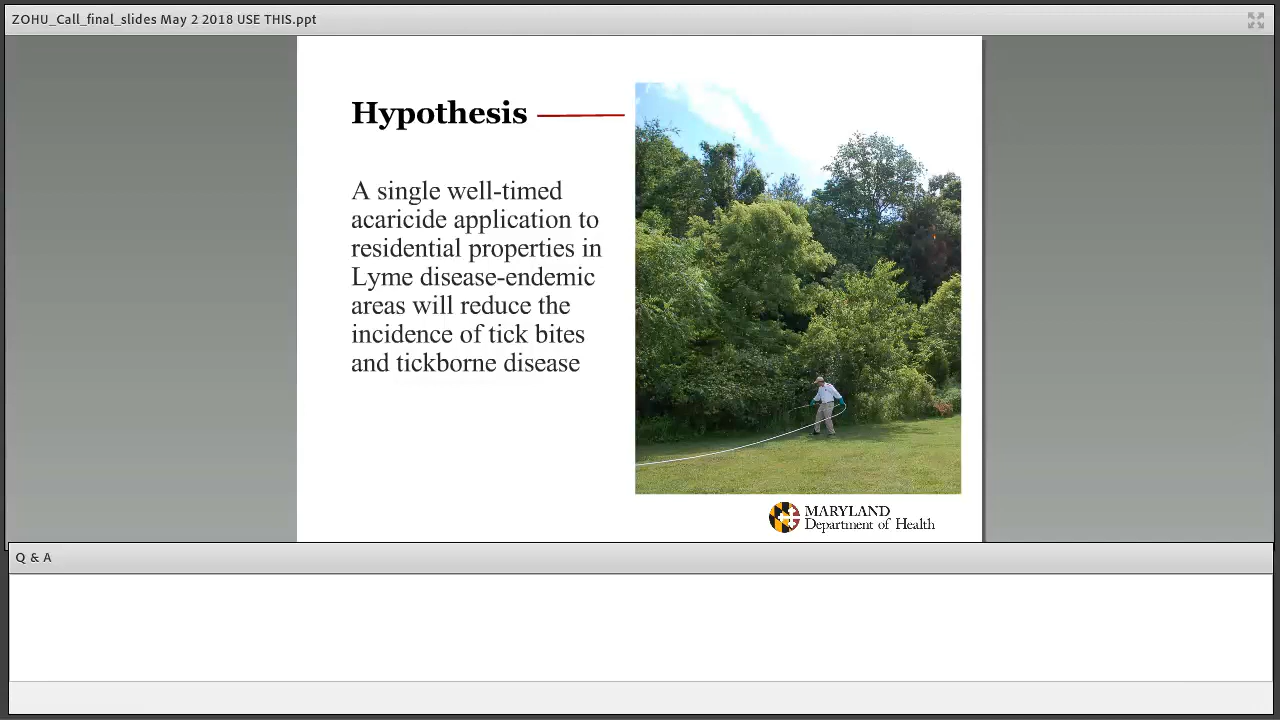 ZOHU_Call_final_slides May 2 2018 USE THIS.ppt
Hypothesis
A single well-timed
acaricide application to
residential properties in
Lyme disease-endemic
areas will reduce the
incidence of tick bites
and tickborne disease
MARYLAND
Department of Health
Q & A